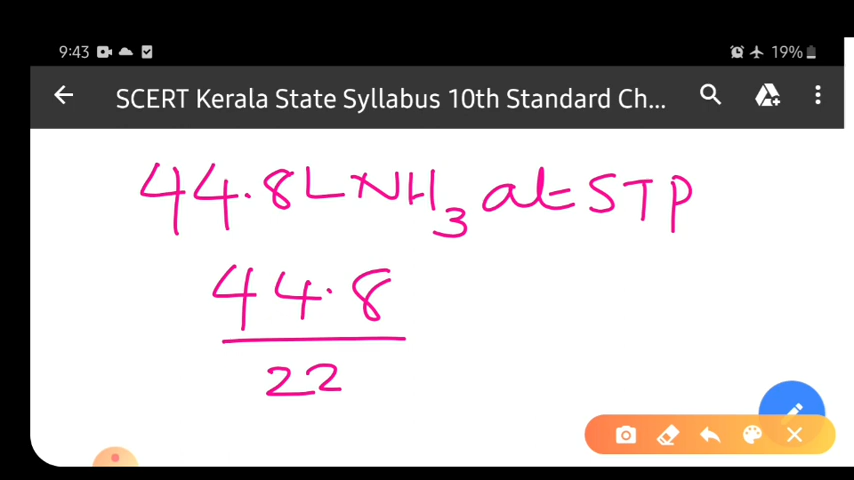 9:43 19%
SCERT Kerala State Syllabus 10th Standard Ch...
44.8L NH3 at STP
44.8
22